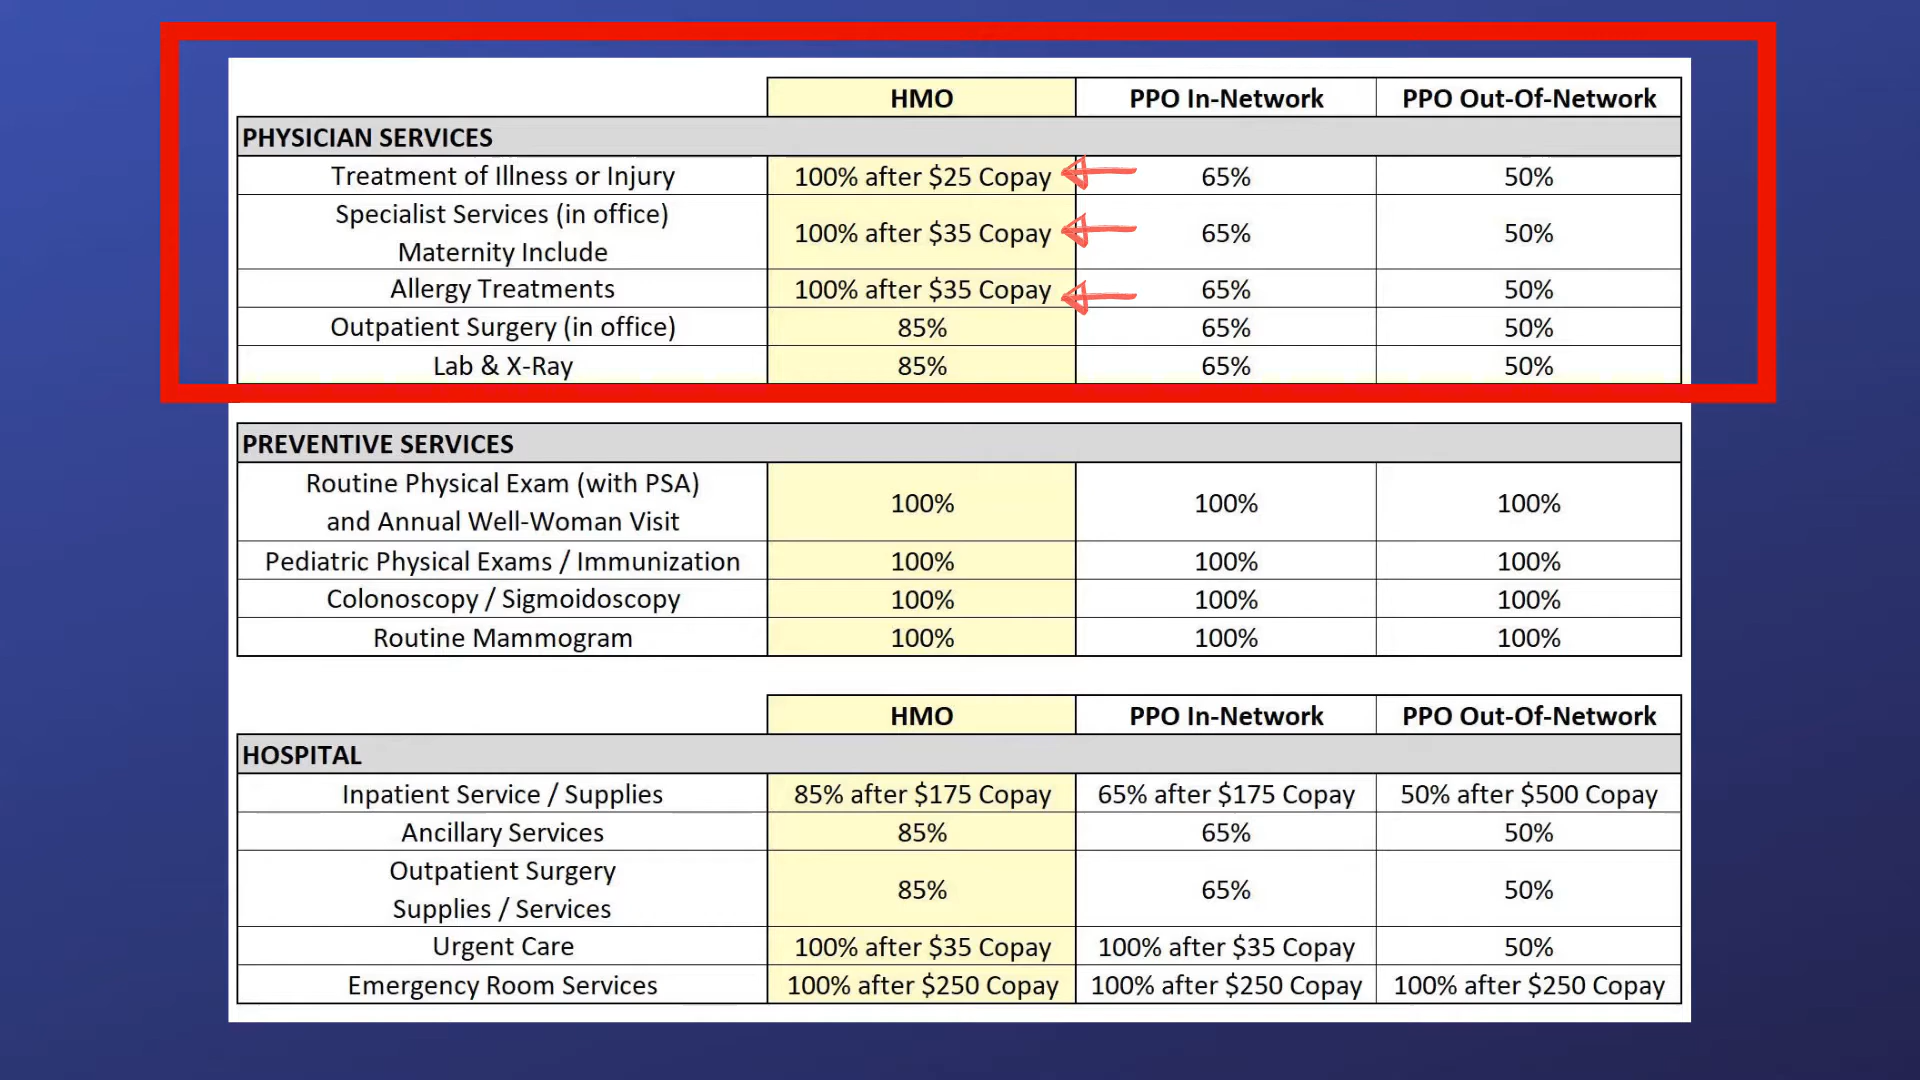 HMO PPO In-Network PPO Out-Of-Network
PHYSICIAN SERVICES
Treatment of Illness or Injury 100% after $25 Copay 65% 50%
Specialist Services (in office)
Maternity Include 100% after $35 Copay 65% 50%
Allergy Treatments 100% after $35 Copay 65% 50%
Outpatient Surgery (in office) 85% 65% 50%
Lab & X-Ray 85% 65% 50%
PREVENTIVE SERVICES
Routine Physical Exam (with PSA)
and Annual Well-Woman Visit 100% 100% 100%
Pediatric Physical Exams / Immunization 100% 100% 100%
Colonoscopy / Sigmoidoscopy 100% 100% 100%
Routine Mammogram 100% 100% 100%
HMO PPO In-Network PPO Out-Of-Network
HOSPITAL
Inpatient Service / Supplies 85% after $175 Copay 65% after $175 Copay 50% after $500 Copay
Ancillary Services 85% 65% 50%
Outpatient Surgery
Supplies / Services 85% 65% 50%
Urgent Care 100% after $35 Copay 100% after $35 Copay 50%
Emergency Room Services 100% after $250 Copay 100% after $250 Copay 100% after $250 Copay